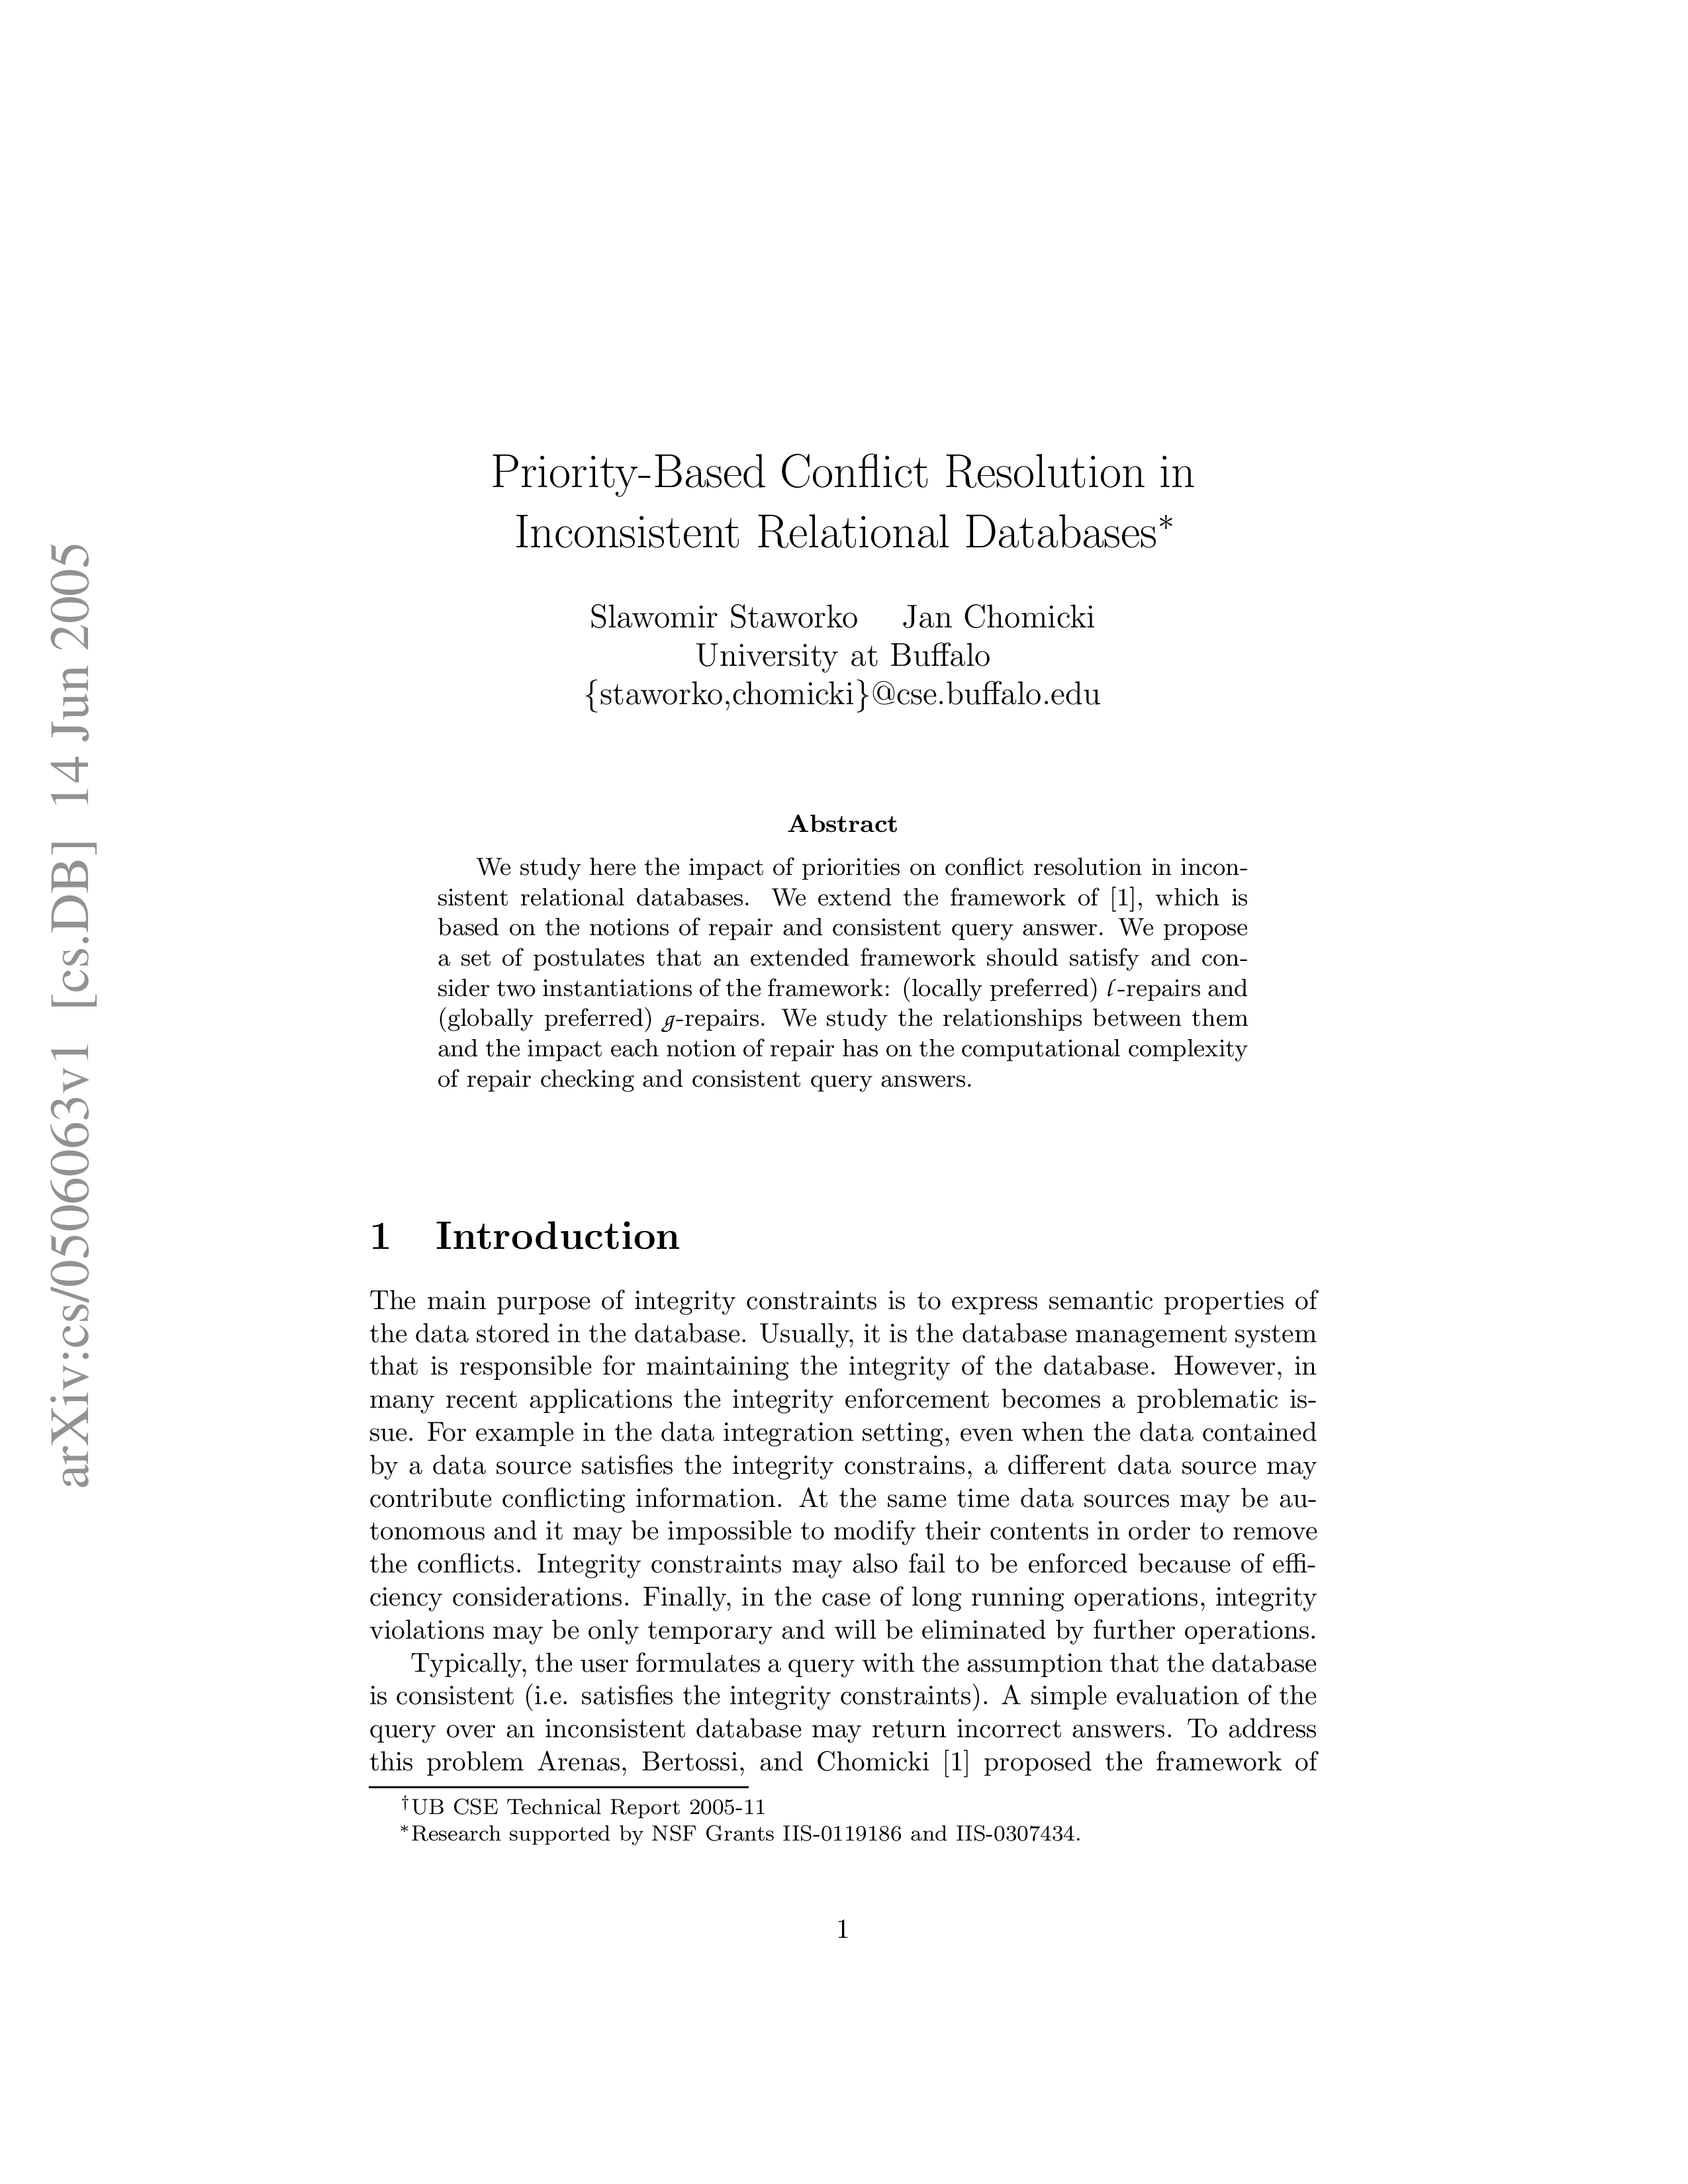 arXiv:cs/0506063v1 [cs.DB] 14 Jun 2005
Priority-Based Conflict Resolution in
Inconsistent Relational Databases*
Slawomir Staworko Jan Chomicki
University at Buffalo
{staworko,chomicki}@cse.buffalo.edu
Abstract
We study here the impact of priorities on conflict resolution in incon-
sistent relational databases. We extend the framework of [1], which is
based on the notions of repair and consistent query answer. We propose
a set of postulates that an extended framework should satisfy and con-
sider two instantiations of the framework: (locally preferred) l-repairs and
(globally preferred) g-repairs. We study the relationships between them
and the impact each notion of repair has on the computational complexity
of repair checking and consistent query answers.
1 Introduction
The main purpose of integrity constraints is to express semantic properties of
the data stored in the database. Usually, it is the database management system
that is responsible for maintaining the integrity of the database. However, in
many recent applications the integrity enforcement becomes a problematic is-
sue. For example in the data integration setting, even when the data contained
by a data source satisfies the integrity constrains, a different data source may
contribute conflicting information. At the same time data sources may be au-
tonomous and it may be impossible to modify their contents in order to remove
the conflicts. Integrity constraints may also fail to be enforced because of effi-
ciency considerations. Finally, in the case of long running operations, integrity
violations may be only temporary and will be eliminated by further operations.
Typically, the user formulates a query with the assumption that the database
is consistent (i.e. satisfies the integrity constraints). A simple evaluation of the
query over an inconsistent database may return incorrect answers. To address
this problem Arenas, Bertossi, and Chomicki [1] proposed the framework of
†UB CSE Technical Report 2005-11
*Research supported by NSF Grants IIS-0119186 and IIS-0307434.
1